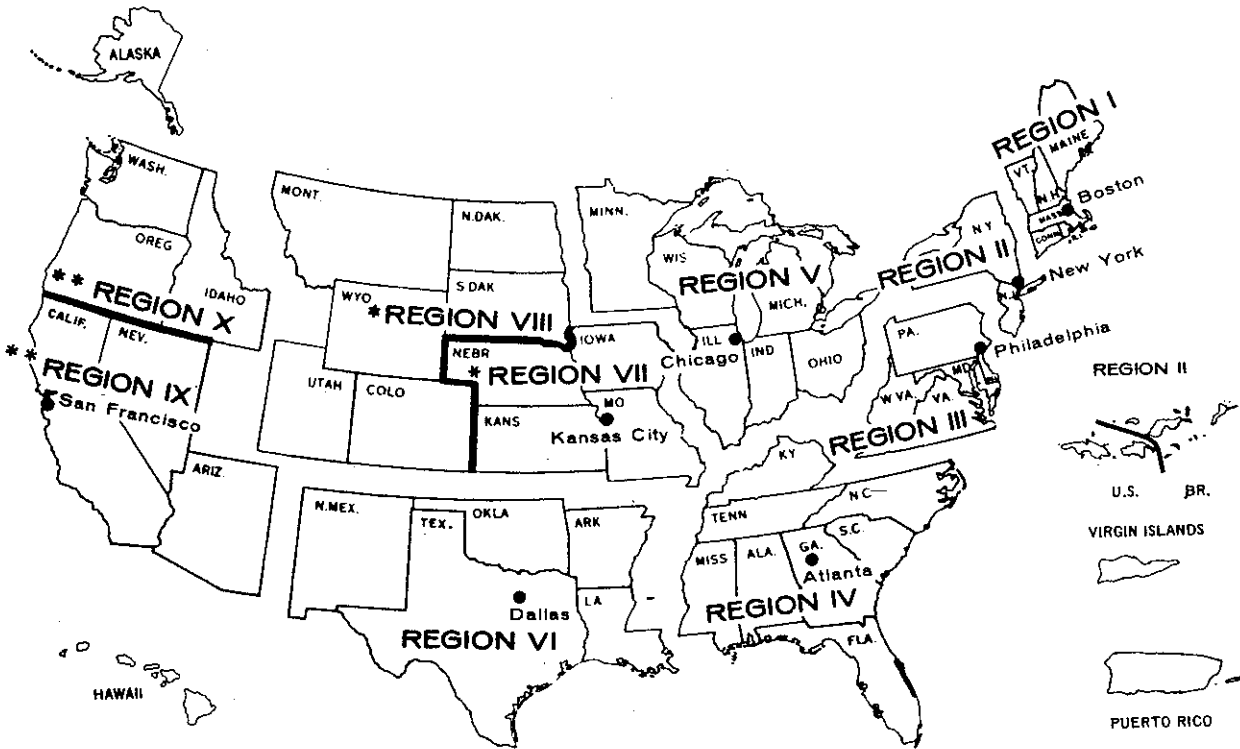 ALASKA
REGION I
MAINE
WASH.
VT.
N.H.
MONT.
N.DAK.
MINN.
Boston
MASS
CONN
R.I.
OREG
WIS
NY
REGION II
New York
N.J.
S DAK
REGION V
MICH.
** REGION X
IDAHO
WYO
*REGION VIII
CALIF.
NEV.
IOWA
ILL
IND
OHIO
PA.
Philadelphia
Chicago
NEBR
* REGION VII
** REGION IX
UTAH
COLO
MD.
REGION II
W VA.
VA.
San Francisco
KANS
MO
Kansas City
REGION III
KY
ARIZ.
U.S. BR.
VIRGIN ISLANDS
N.MEX.
TEX.
OKLA
ARK
TENN
N C
S.C.
MISS
ALA.
GA.
Atlanta
Dallas
LA
REGION IV
REGION VI
FLA.
HAWAII
PUERTO RICO